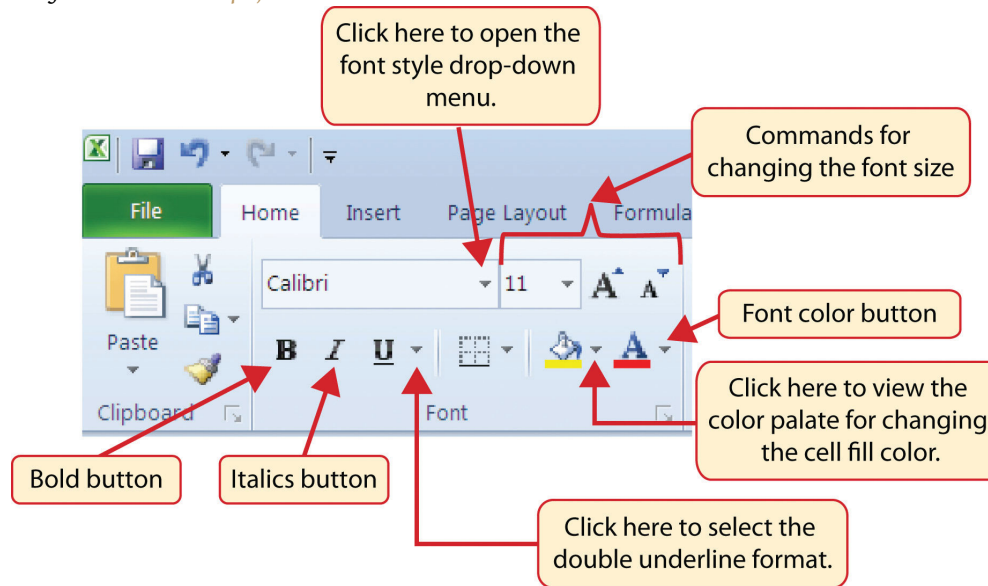 Click here to open the
font style drop-down
menu.
Commands for
changing the font size
File Home Insert Page Layout Formula
Calibri 11 A A
Paste
B I U A
Font color button
Clipboard Font
Click here to view the
color palate for changing
the cell fill color.
Bold button
Italics button
Click here to select the
double underline format.